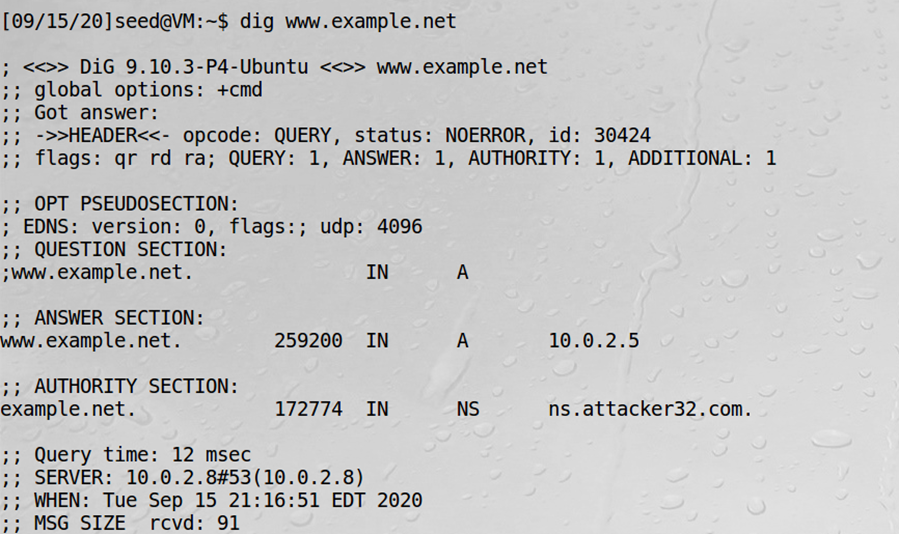 [09/15/20]seed@VM:~$ dig www.example.net
; <<>> DiG 9.10.3-P4-Ubuntu <<>> www.example.net
;; global options: +cmd
;; Got answer:
;; ->>HEADER<<- opcode: QUERY, status: NOERROR, id: 30424
;; flags: qr rd ra; QUERY: 1, ANSWER: 1, AUTHORITY: 1, ADDITIONAL: 1
;; OPT PSEUDOSECTION:
; EDNS: version: 0, flags:; udp: 4096
;; QUESTION SECTION:
;www.example.net. IN A
;; ANSWER SECTION:
www.example.net. 259200 IN A 10.0.2.5
;; AUTHORITY SECTION:
example.net. 172774 IN NS ns.attacker32.com.
;; Query time: 12 msec
;; SERVER: 10.0.2.8#53(10.0.2.8)
;; WHEN: Tue Sep 15 21:16:51 EDT 2020
;; MSG SIZE rcvd: 91